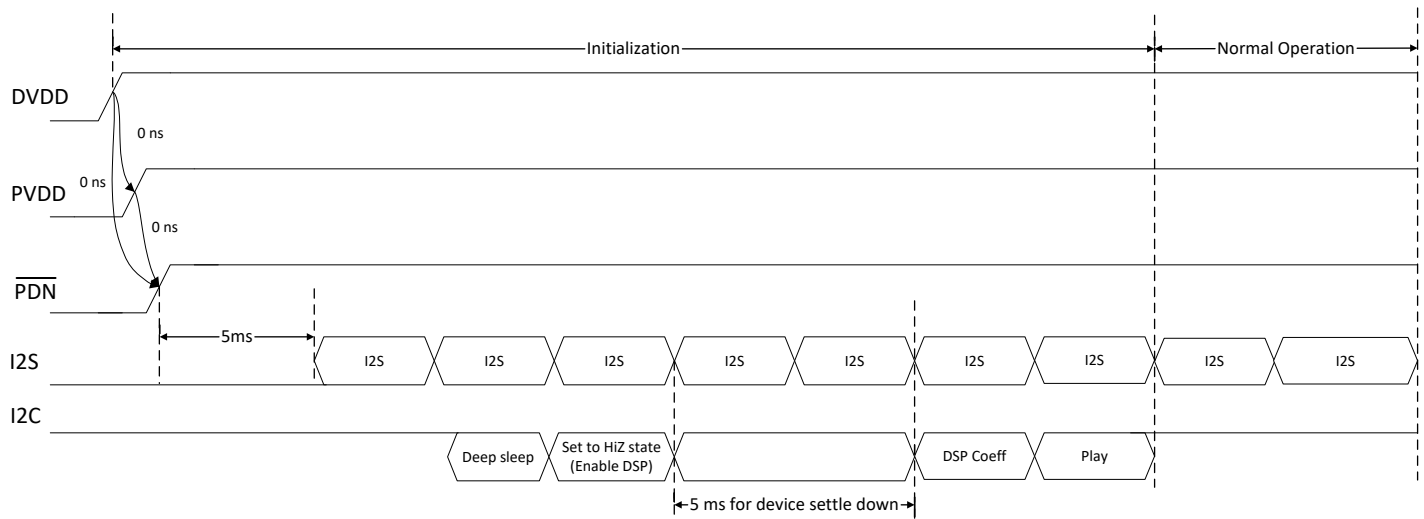 Initialization
Normal Operation
DVDD
0 ns
PVDD
0 ns
0 ns
PDN
5ms
I2S
I2S
I2S
I2S
I2S
I2S
I2S
I2S
I2S
I2S
I2C
Deep sleep
Set to HiZ state
(Enable DSP)
DSP Coeff
Play
5 ms for device settle down